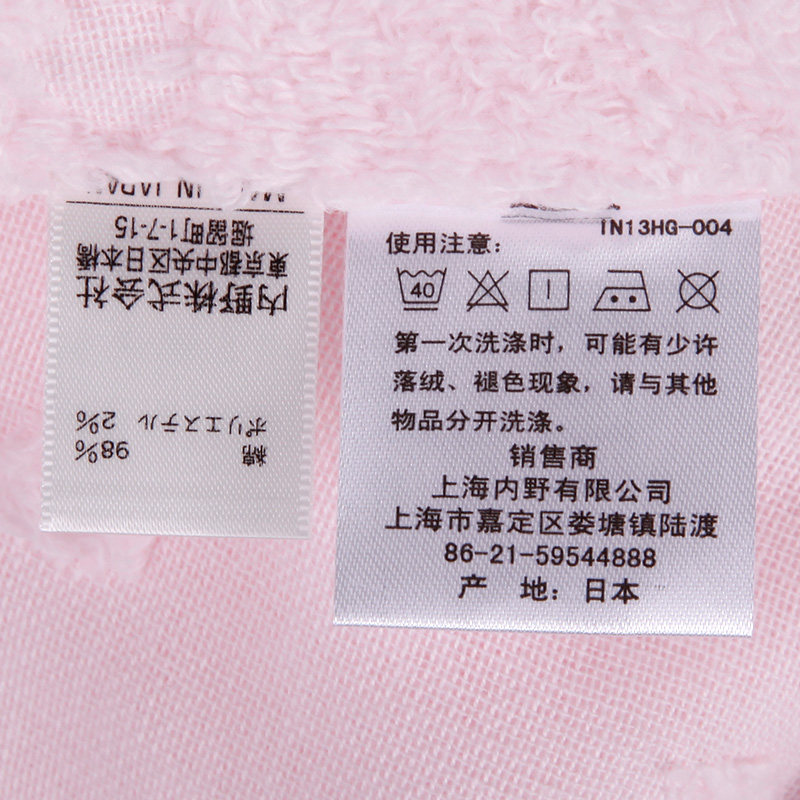 綿 98%
ポリエステル 2%
内野株式会社
東京都中央区日本橋
堀留町1-7-15
IN13HG-004
使用注意：
40
第一次洗涤时，可能有少许
落绒、褪色现象，请与其他
物品分开洗涤。
销售商
上海内野有限公司
上海市嘉定区娄塘镇陆渡
86-21-59544888
产 地：日本